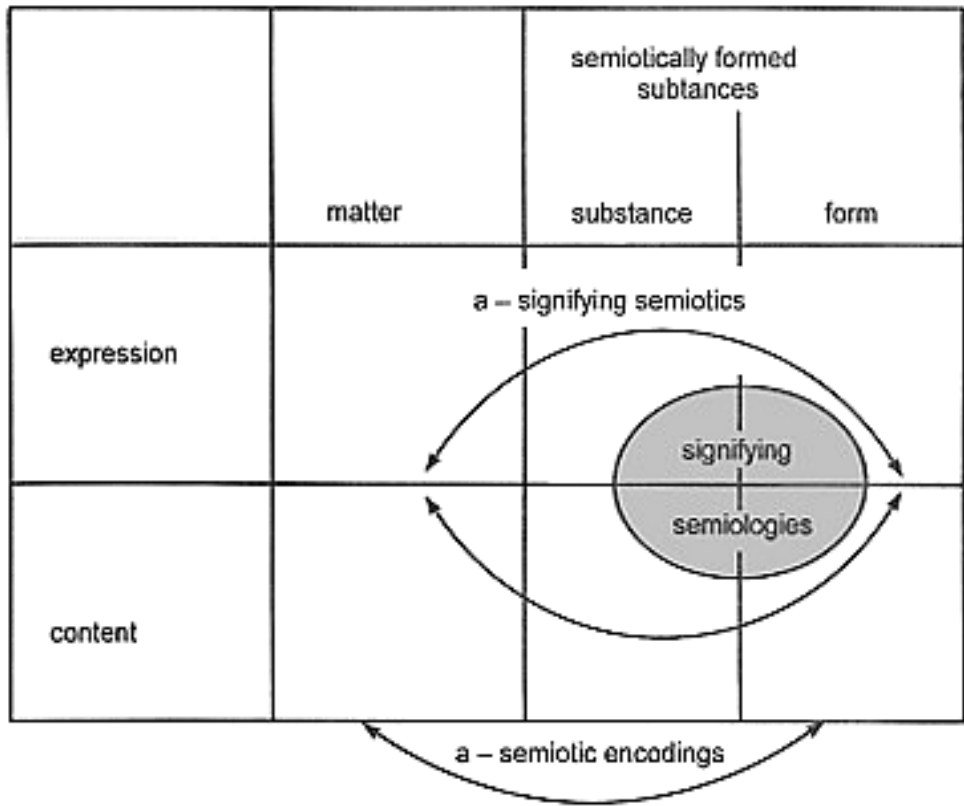 semiotically formed
subtances
matter
substance
form
a – signifying semiotics
expression
signifying
semiologies
content
a – semiotic encodings